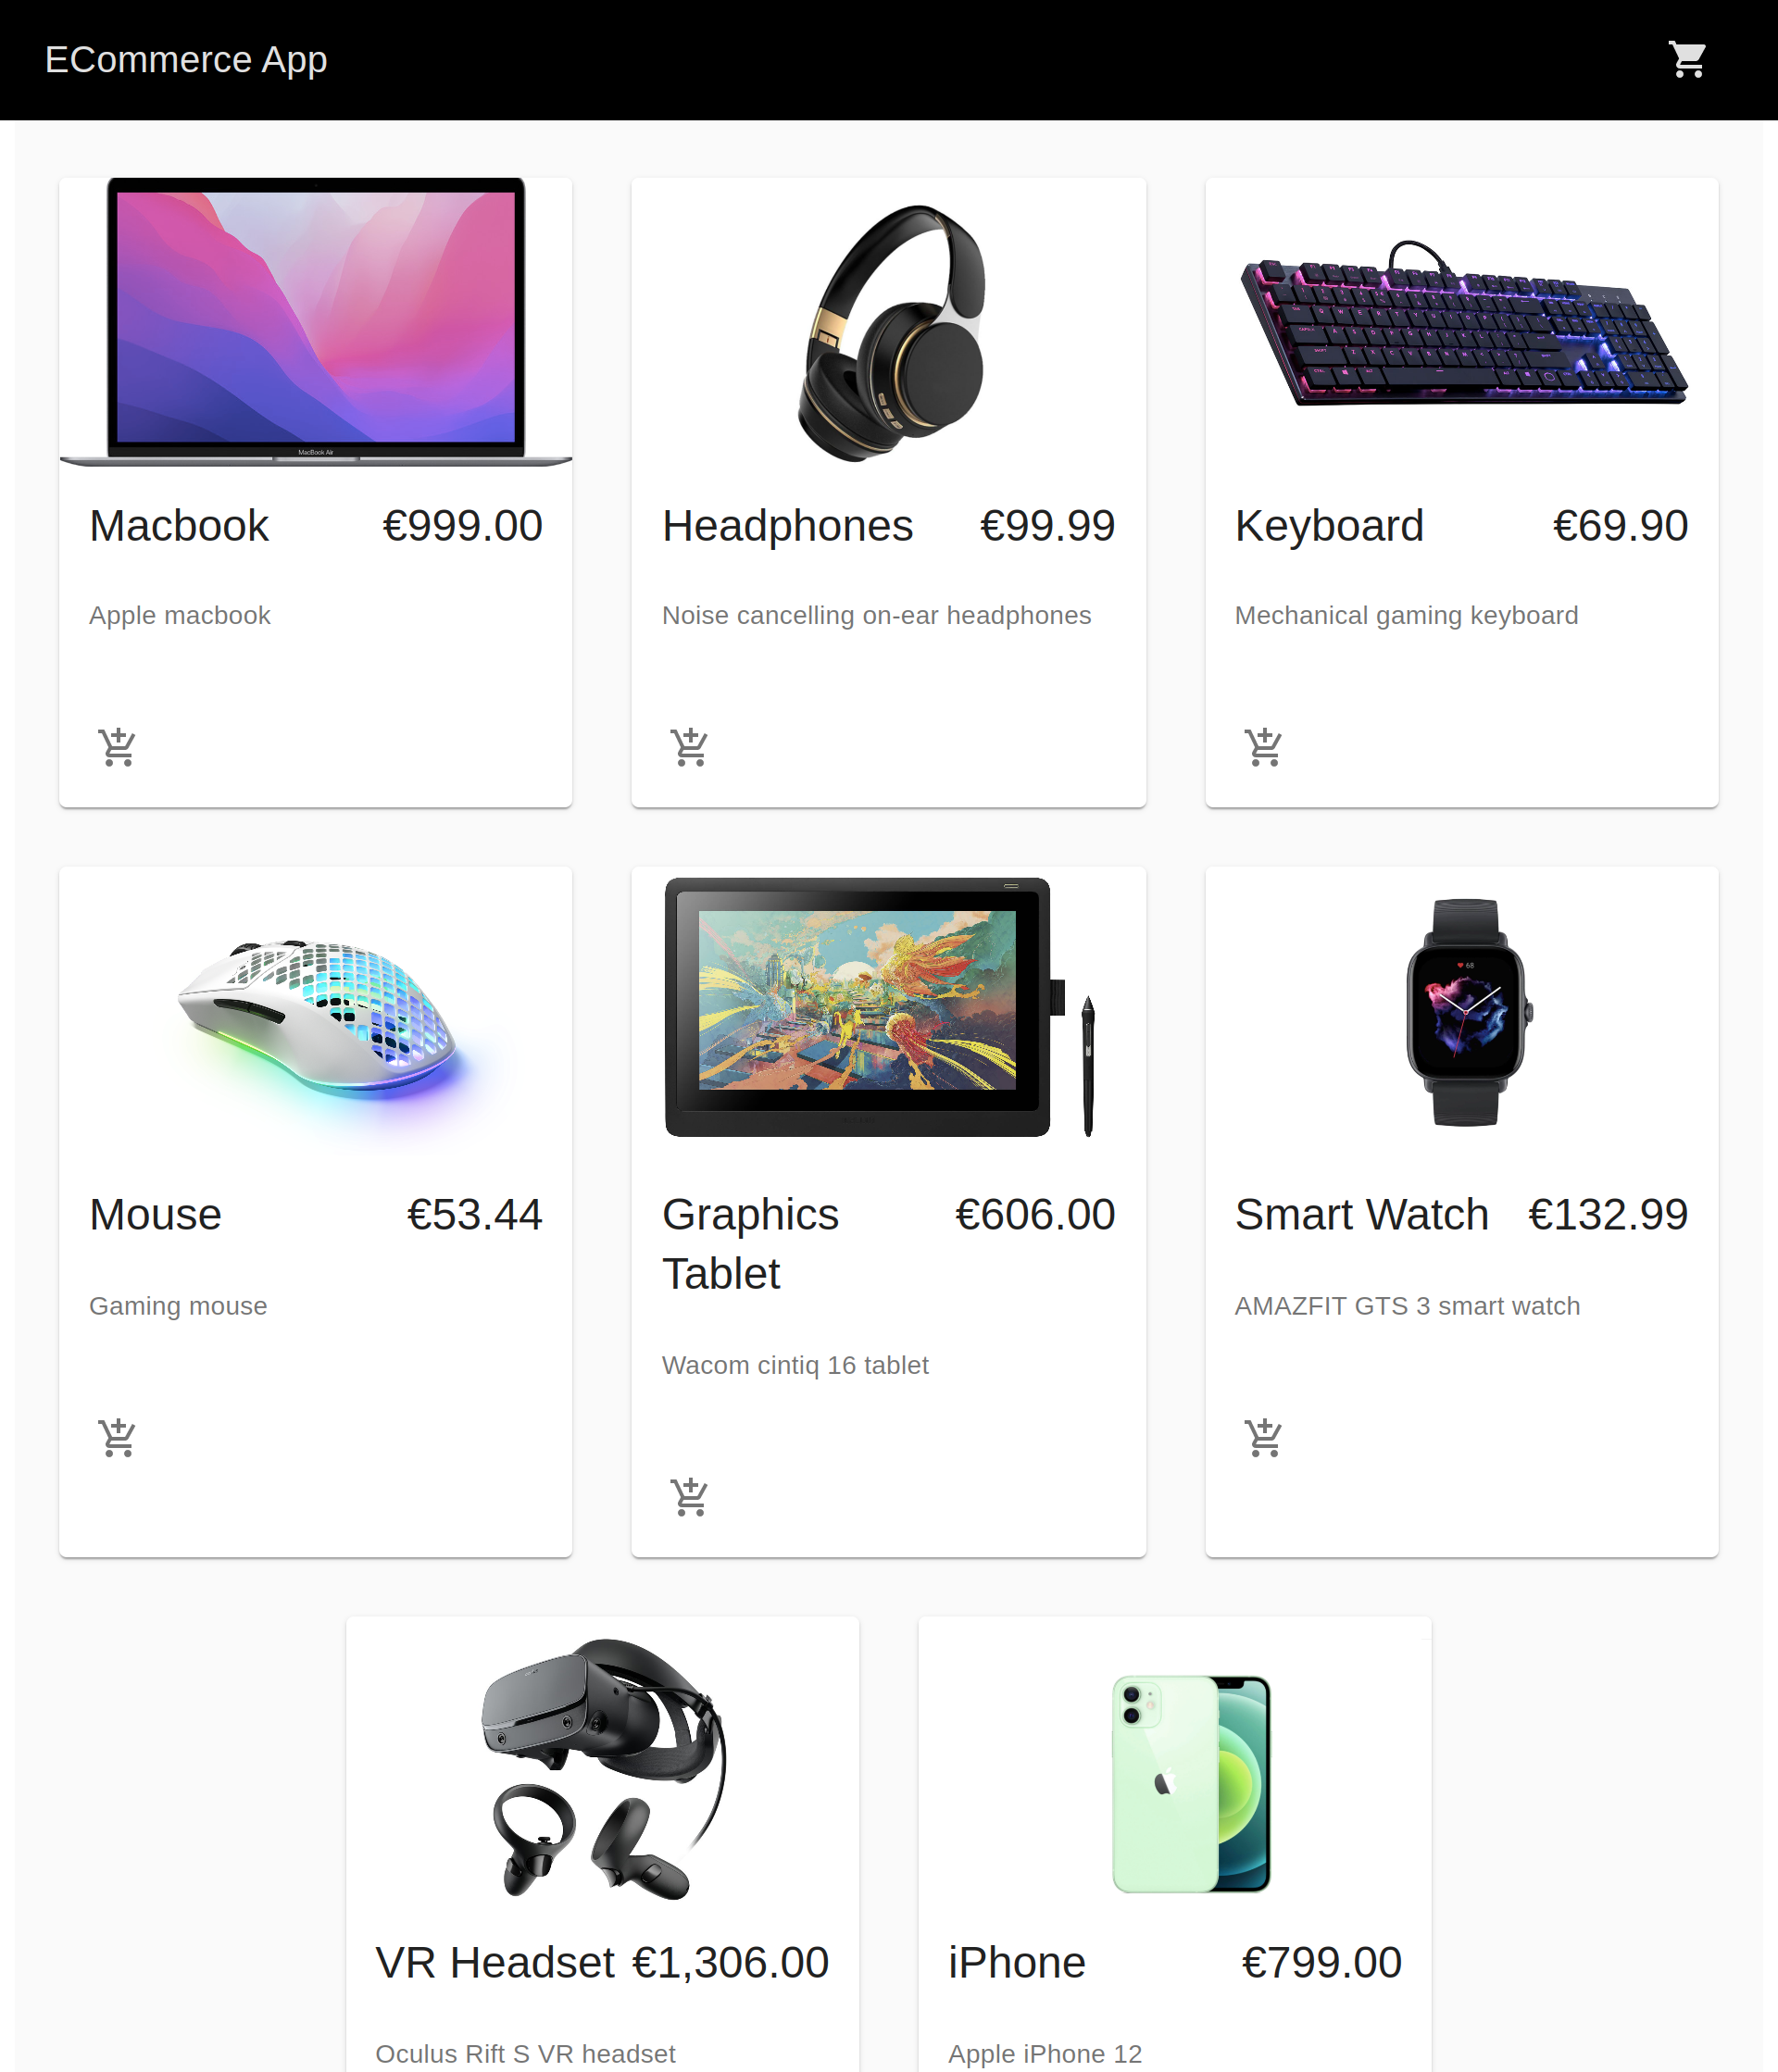 ECommerce App
MacBook Air
Macbook €999.00
Apple macbook
Headphones €99.99
Noise cancelling on-ear headphones
Keyboard €69.90
Mechanical gaming keyboard
Mouse €53.44
Gaming mouse
68
Graphics €606.00
Tablet
Wacom cintiq 16 tablet
Smart Watch €132.99
AMAZFIT GTS 3 smart watch
VR Headset €1,306.00
Oculus Rift S VR headset
iPhone €799.00
Apple iPhone 12